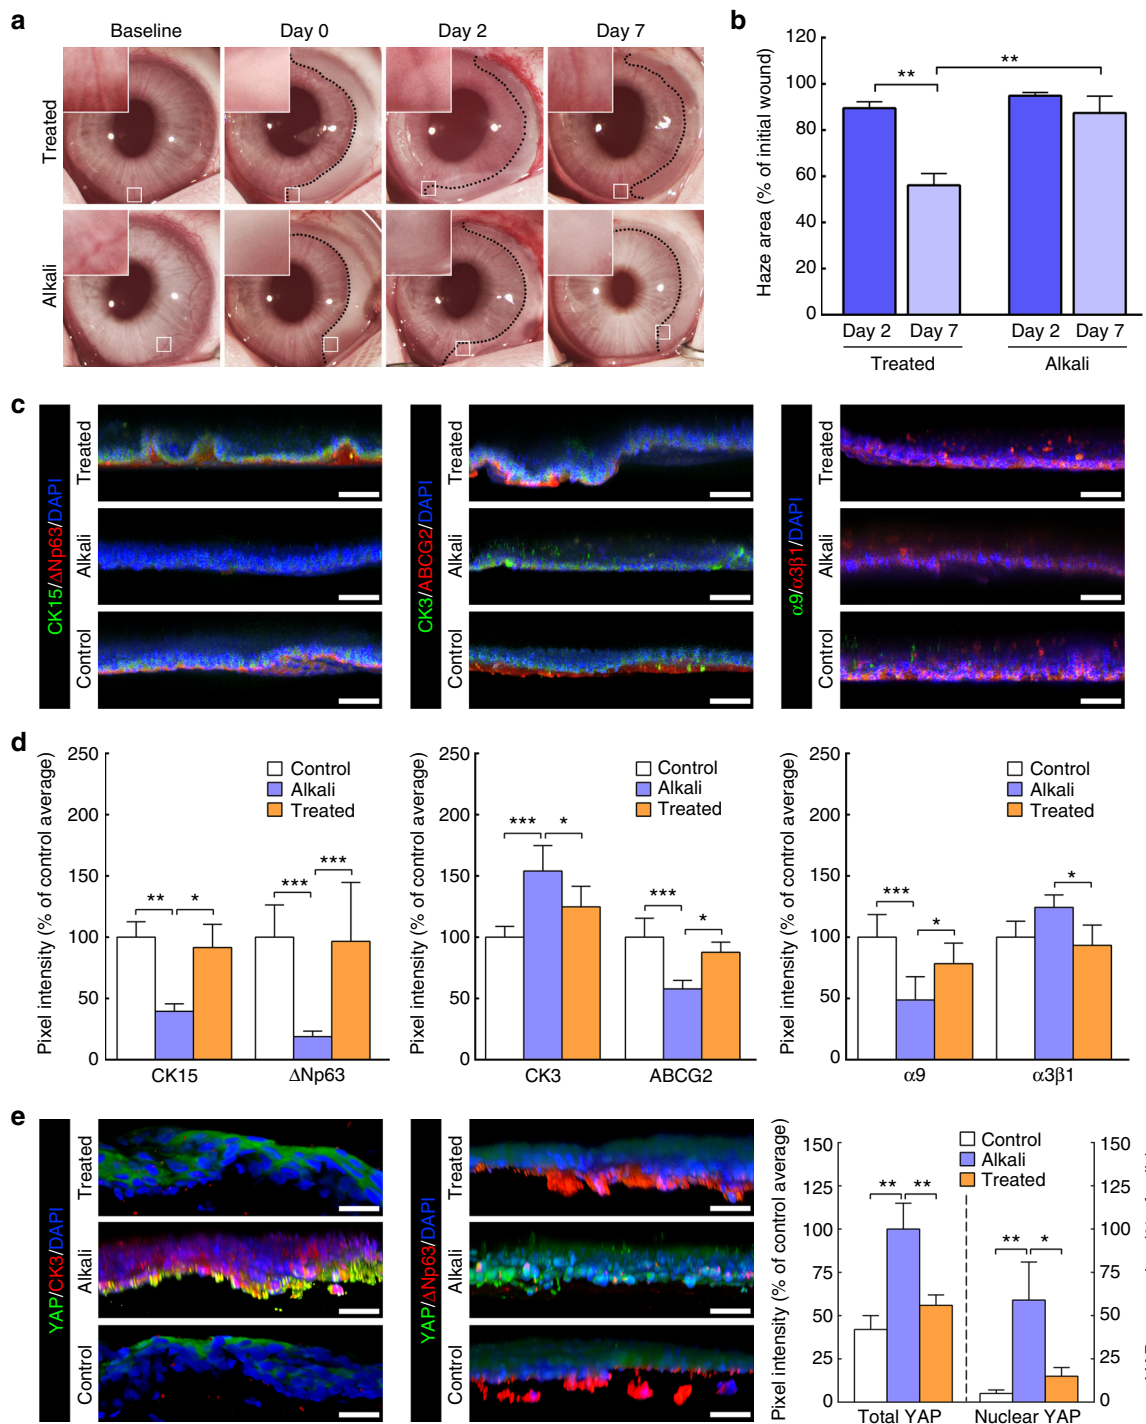 a
Baseline
Day 0
Day 2
Day 7
Treated
Alkali
b
Haze area (% of initial wound)
120
100
80
60
40
20
0
**
**
Day 2
Day 7
Day 2
Day 7
Treated
Alkali
c
CK15/ΔNp63/DAPI
Treated
Alkali
Control
CK3/ABCG2/DAPI
Treated
Alkali
Control
α9/α3β1/DAPI
Treated
Alkali
Control
d
Pixel intensity (% of control average)
250
200
150
100
50
0
Control
Alkali
Treated
**
*
***
***
CK15
ΔNp63
Pixel intensity (% of control average)
250
200
150
100
50
0
Control
Alkali
Treated
***
*
***
*
CK3
ABCG2
Pixel intensity (% of control average)
250
200
150
100
50
0
Control
Alkali
Treated
***
*
*
α9
α3β1
e
YAP/CK3/DAPI
Treated
Alkali
Control
YAP/ΔNp63/DAPI
Treated
Alkali
Control
Pixel intensity (% of control average)
150
125
100
75
50
25
0
Control
Alkali
Treated
**
**
**
*
150
100
50
0
Total YAP
Nuclear YAP